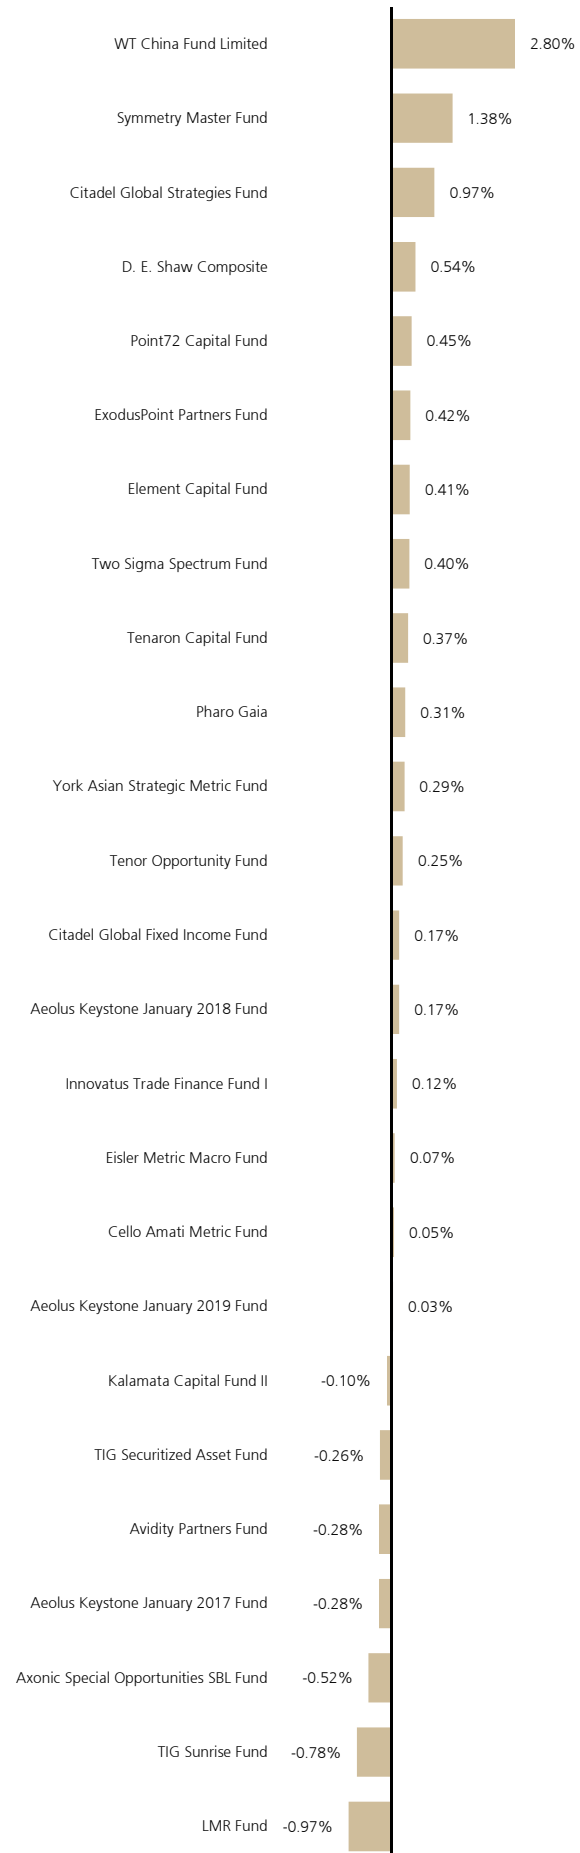 WT China Fund Limited 2.80%
Symmetry Master Fund 1.38%
Citadel Global Strategies Fund 0.97%
D. E. Shaw Composite 0.54%
Point72 Capital Fund 0.45%
ExodusPoint Partners Fund 0.42%
Element Capital Fund 0.41%
Two Sigma Spectrum Fund 0.40%
Tenaron Capital Fund 0.37%
Pharo Gaia 0.31%
York Asian Strategic Metric Fund 0.29%
Tenor Opportunity Fund 0.25%
Citadel Global Fixed Income Fund 0.17%
Aeolus Keystone January 2018 Fund 0.17%
Innovatus Trade Finance Fund I 0.12%
Eisler Metric Macro Fund 0.07%
Cello Amati Metric Fund 0.05%
Aeolus Keystone January 2019 Fund 0.03%
Kalamata Capital Fund II -0.10%
TIG Securitized Asset Fund -0.26%
Avidity Partners Fund -0.28%
Aeolus Keystone January 2017 Fund -0.28%
Axonic Special Opportunities SBL Fund -0.52%
TIG Sunrise Fund -0.78%
LMR Fund -0.97%